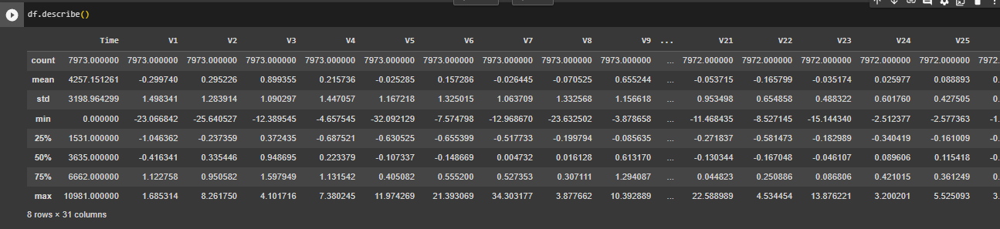 df.describe()
Time V1 V2 V3 V4 V5 V6 V7 V8 V9 ... V21 V22 V23 V24 V25
count 7973.000000 7973.000000 7973.000000 7973.000000 7973.000000 7973.000000 7973.000000 7973.000000 7973.000000 7973.000000 ... 7972.000000 7972.000000 7972.000000 7972.000000 7972.000000 7972.
mean 4257.151261 -0.299740 0.295226 0.899355 0.215736 -0.025285 0.157286 -0.026445 -0.070525 0.655244 ... -0.053715 -0.165799 -0.035174 0.025977 0.088893 0.
std 3198.964299 1.498341 1.283914 1.090297 1.447057 1.167218 1.325015 1.063709 1.332568 1.156618 ... 0.953498 0.654858 0.488322 0.601760 0.427505 0.
min 0.000000 -23.066842 -25.640527 -12.389545 -4.657545 -32.092129 -7.574798 -12.968670 -23.632502 -3.878658 ... -11.468435 -8.527145 -15.144340 -2.512377 -2.577363 -1.
25% 1531.000000 -1.046362 -0.237359 0.372435 -0.687521 -0.630525 -0.655399 -0.517733 -0.199794 -0.085635 ... -0.271837 -0.581473 -0.182989 -0.340419 -0.161009 -0.
50% 3635.000000 -0.416341 0.335446 0.948695 0.223379 -0.107337 -0.148669 0.004732 0.016128 0.613170 ... -0.130344 -0.167048 -0.046107 0.089606 0.115418 -0.
75% 6662.000000 1.122758 0.950582 1.597949 1.131542 0.405082 0.555200 0.527353 0.307111 1.294087 ... 0.044823 0.250886 0.086806 0.421015 0.361249 0.
max 10981.000000 1.685314 8.261750 4.101716 7.380245 11.974269 21.393069 34.303177 3.877662 10.392889 ... 22.588989 4.534454 13.876221 3.200201 5.525093 3.
8 rows × 31 columns